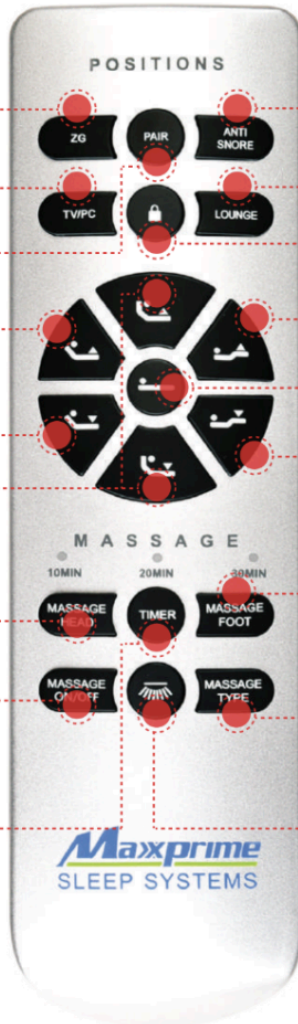 POSITIONS
ZG
PAIR
ANTI
SNORE
TV/PC
LOUNGE
MASSAGE
10MIN 20MIN 30MIN
MASSAGE
HEAD
TIMER
MASSAGE
FOOT
MASSAGE
ON/OFF
MASSAGE
TYPE
Maxprime
SLEEP SYSTEMS